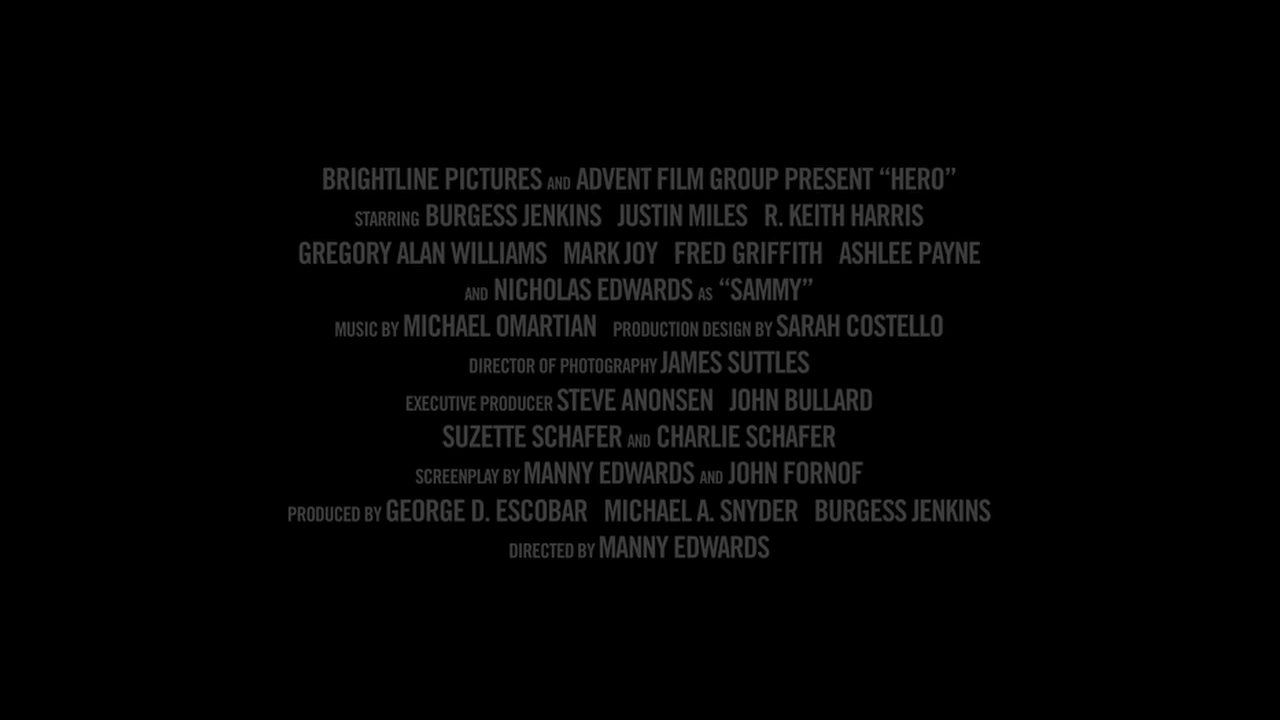 BRIGHTLINE PICTURES AND ADVENT FILM GROUP PRESENT “HERO”
STARRING BURGESS JENKINS JUSTIN MILES R. KEITH HARRIS
GREGORY ALAN WILLIAMS MARK JOY FRED GRIFFITH ASHLEE PAYNE
AND NICHOLAS EDWARDS AS “SAMMY”
MUSIC BY MICHAEL OMARTIAN PRODUCTION DESIGN BY SARAH COSTELLO
DIRECTOR OF PHOTOGRAPHY JAMES SUTTLES
EXECUTIVE PRODUCER STEVE ANONSEN JOHN BULLARD
SUZETTE SCHAFER AND CHARLIE SCHAFER
SCREENPLAY BY MANNY EDWARDS AND JOHN FORNOF
PRODUCED BY GEORGE D. ESCOBAR MICHAEL A. SNYDER BURGESS JENKINS
DIRECTED BY MANNY EDWARDS